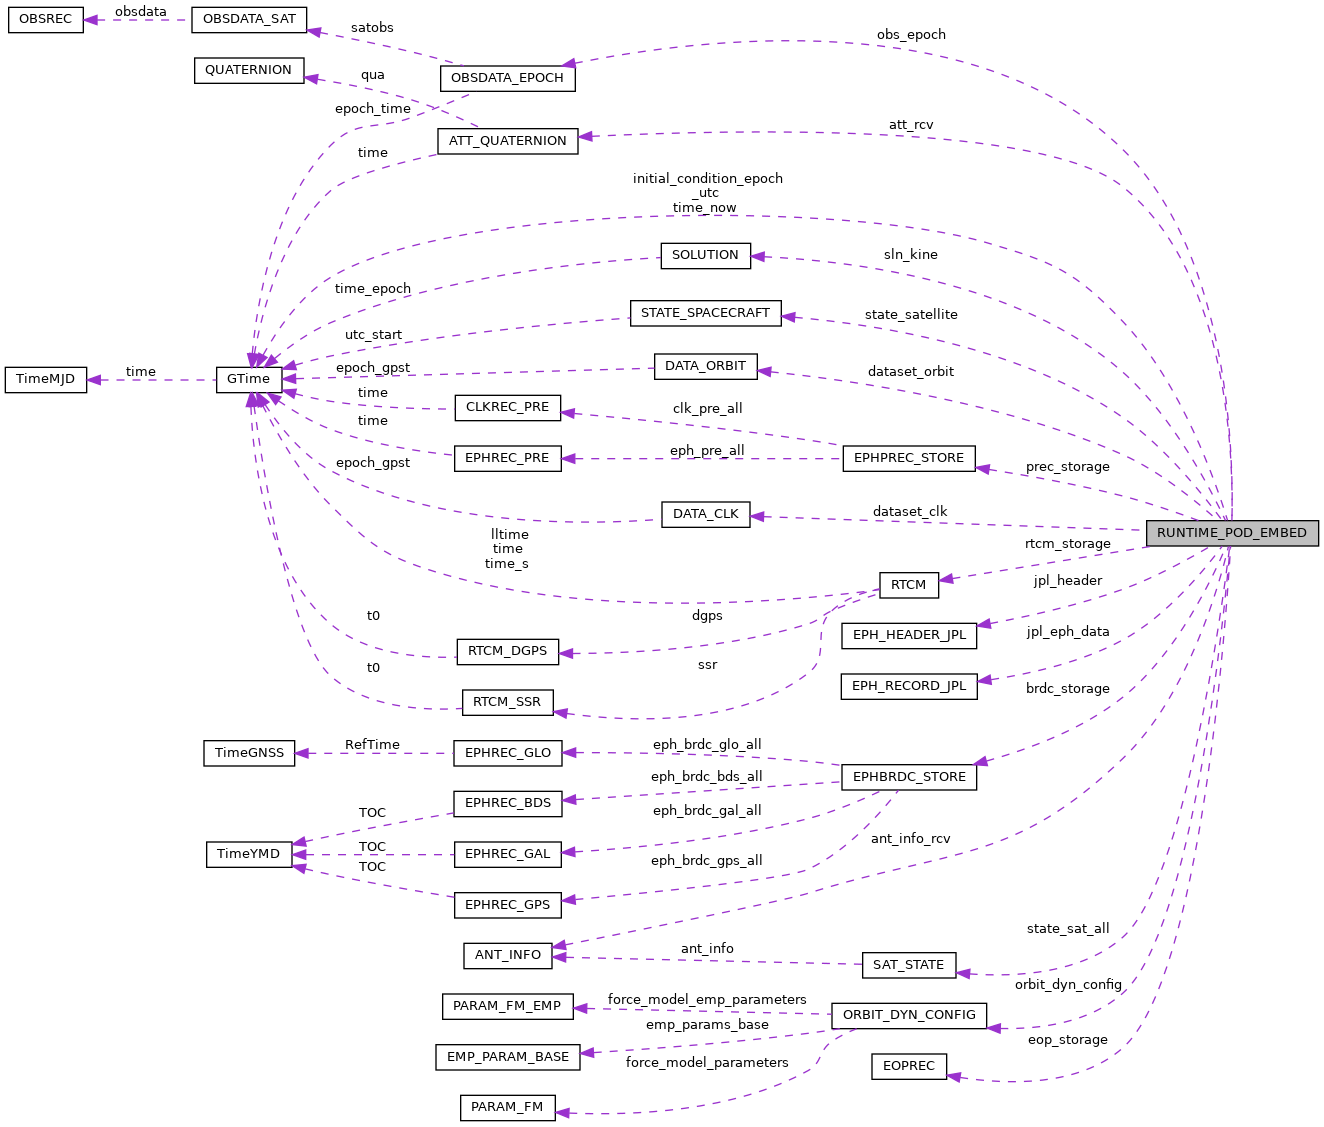 OBSREC
obsdata
OBSDATA_SAT
satobs
obs_epoch
QUATERNION
qua
OBSDATA_EPOCH
epoch_time
att_rcv
ATT_QUATERNION
time
initial_condition_epoch
_utc
time_now
SOLUTION
sln_kine
time_epoch
STATE_SPACECRAFT
state_satellite
utc_start
DATA_ORBIT
dataset_orbit
epoch_gpst
TimeMJD
time
GTime
time
CLKREC_PRE
clk_pre_all
time
EPHREC_PRE
eph_pre_all
EPHPREC_STORE
prec_storage
epoch_gpst
DATA_CLK
dataset_clk
RUNTIME_POD_EMBED
lltime
time
time_s
rtcm_storage
RTCM
jpl_header
t0
dgps
EPH_HEADER_JPL
jpl_eph_data
RTCM_DGPS
t0
ssr
EPH_RECORD_JPL
brdc_storage
RTCM_SSR
TimeGNSS
RefTime
EPHREC_GLO
eph_brdc_glo_all
EPHBRDC_STORE
eph_brdc_bds_all
EPHREC_BDS
TOC
eph_brdc_gal_all
TimeYMD
TOC
EPHREC_GAL
ant_info_rcv
TOC
eph_brdc_gps_all
EPHREC_GPS
state_sat_all
ANT_INFO
ant_info
SAT_STATE
orbit_dyn_config
PARAM_FM_EMP
force_model_emp_parameters
ORBIT_DYN_CONFIG
emp_params_base
eop_storage
EMP_PARAM_BASE
force_model_parameters
EOPREC
PARAM_FM